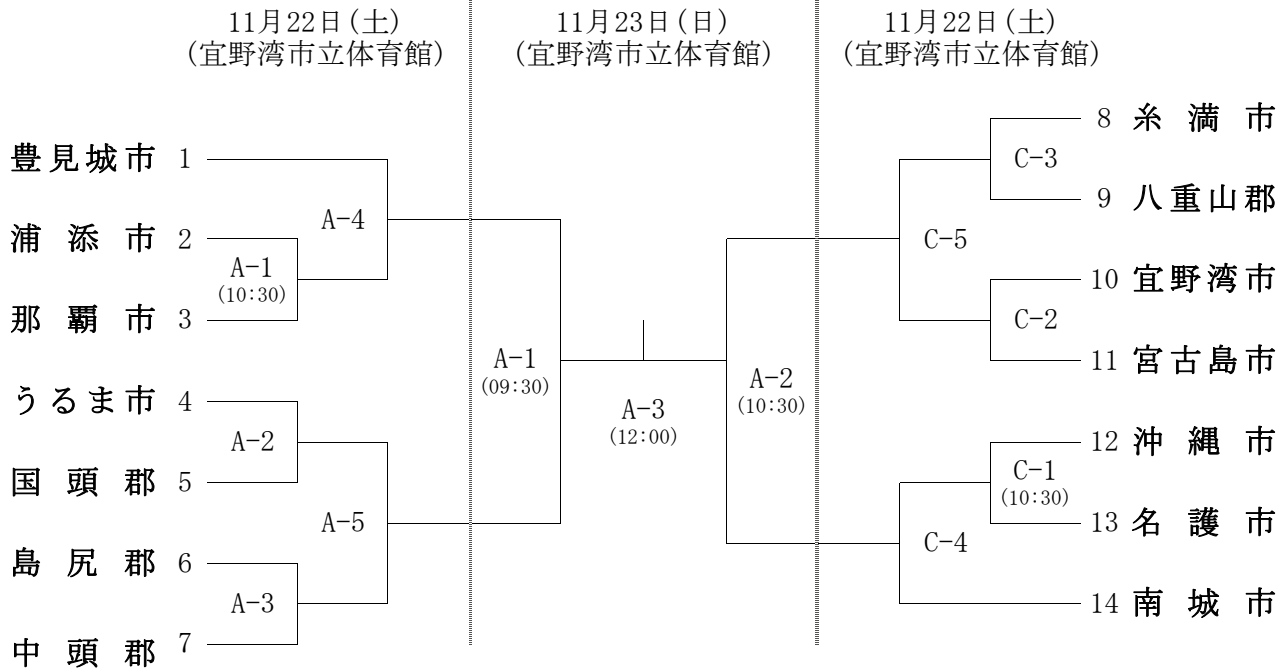 11月22日(土)
(宜野湾市立体育館)
11月23日(日)
(宜野湾市立体育館)
11月22日(土)
(宜野湾市立体育館)
豊見城市 1
浦添市 2
那覇市 3
うるま市 4
国頭郡 5
島尻郡 6
中頭郡 7
A-4
A-1
(10:30)
A-2
A-5
A-3
A-1
(09:30)
A-3
(12:00)
A-2
(10:30)
C-5
C-4
C-3
C-2
C-1
(10:30)
8 糸満市
9 八重山郡
10 宜野湾市
11 宮古島市
12 沖縄市
13 名護市
14 南城市